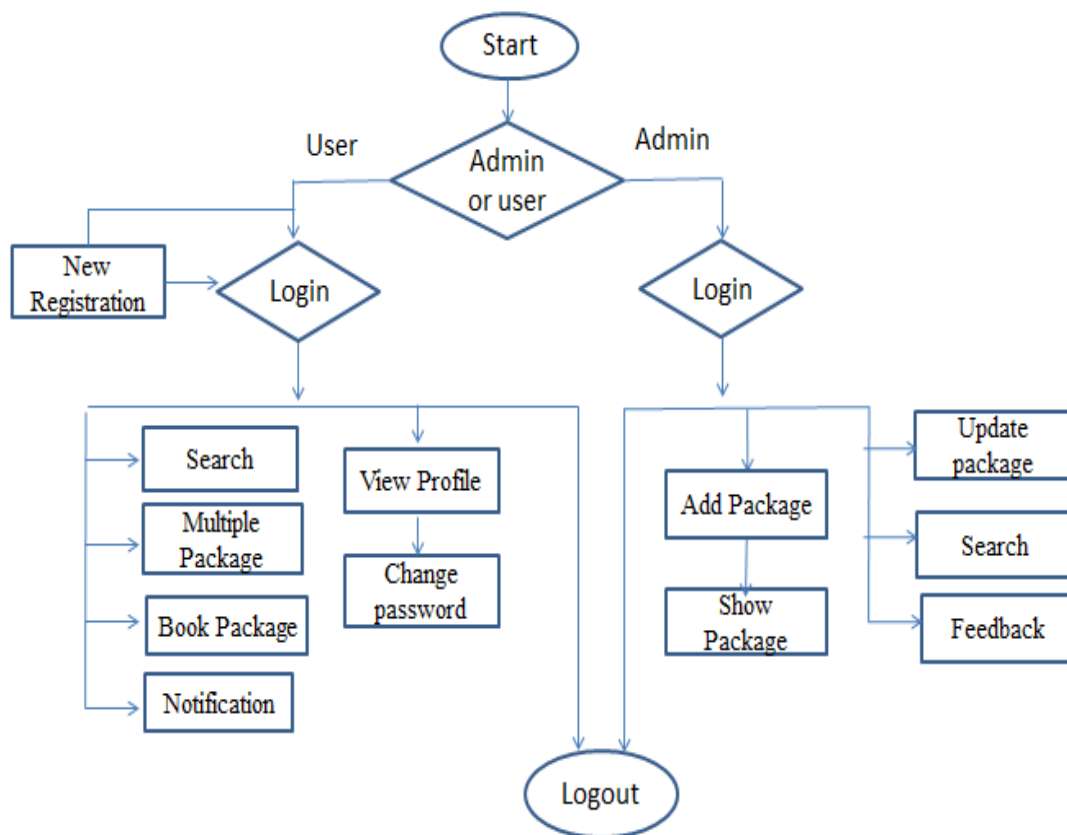 Start
User
Admin
Admin
or user
New
Registration
Login
Login
Search
View Profile
Update
package
Multiple
Package
Add Package
Search
Change
password
Book Package
Show
Package
Feedback
Notification
Logout